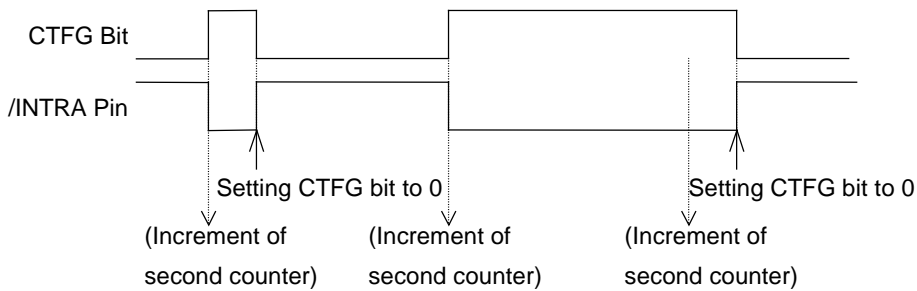 CTFG Bit
/INTRA Pin
Setting CTFG bit to 0
Setting CTFG bit to 0
(Increment of
second counter)
(Increment of
second counter)
(Increment of
second counter)